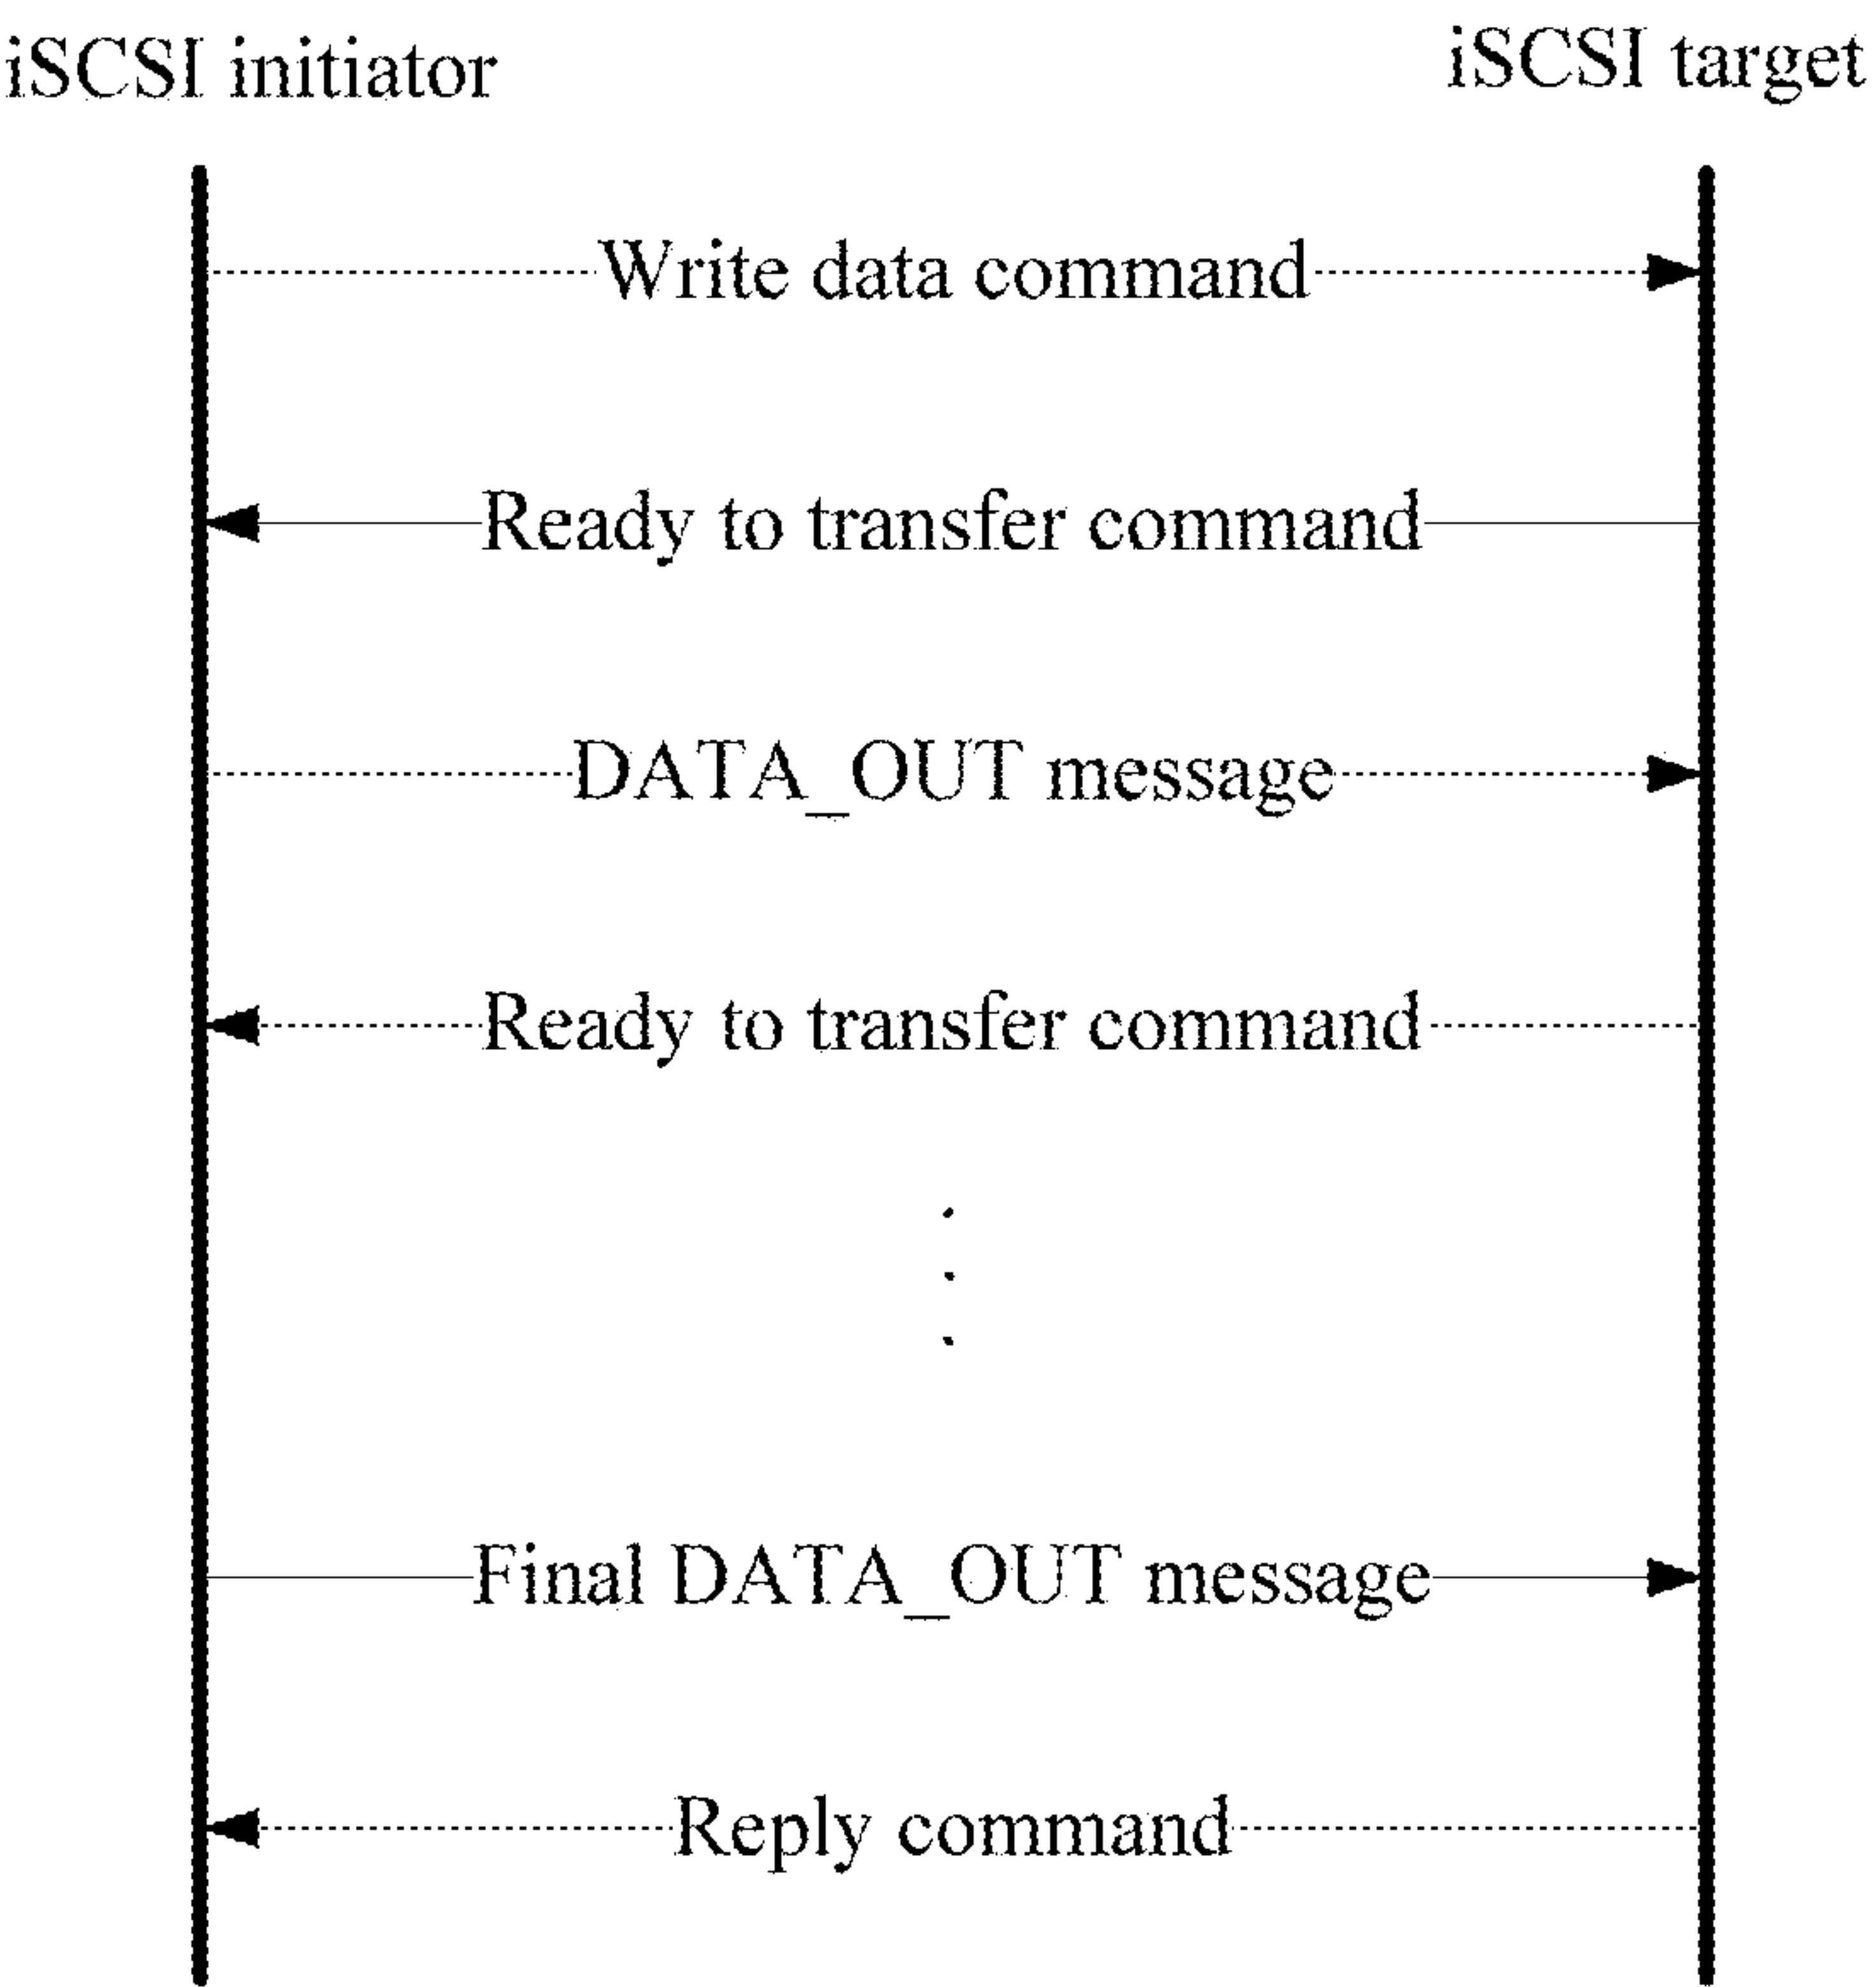 iSCSI initiator
iSCSI target
Write data command
Ready to transfer command
DATA_OUT message
Ready to transfer command
Final DATA_OUT message
Reply command